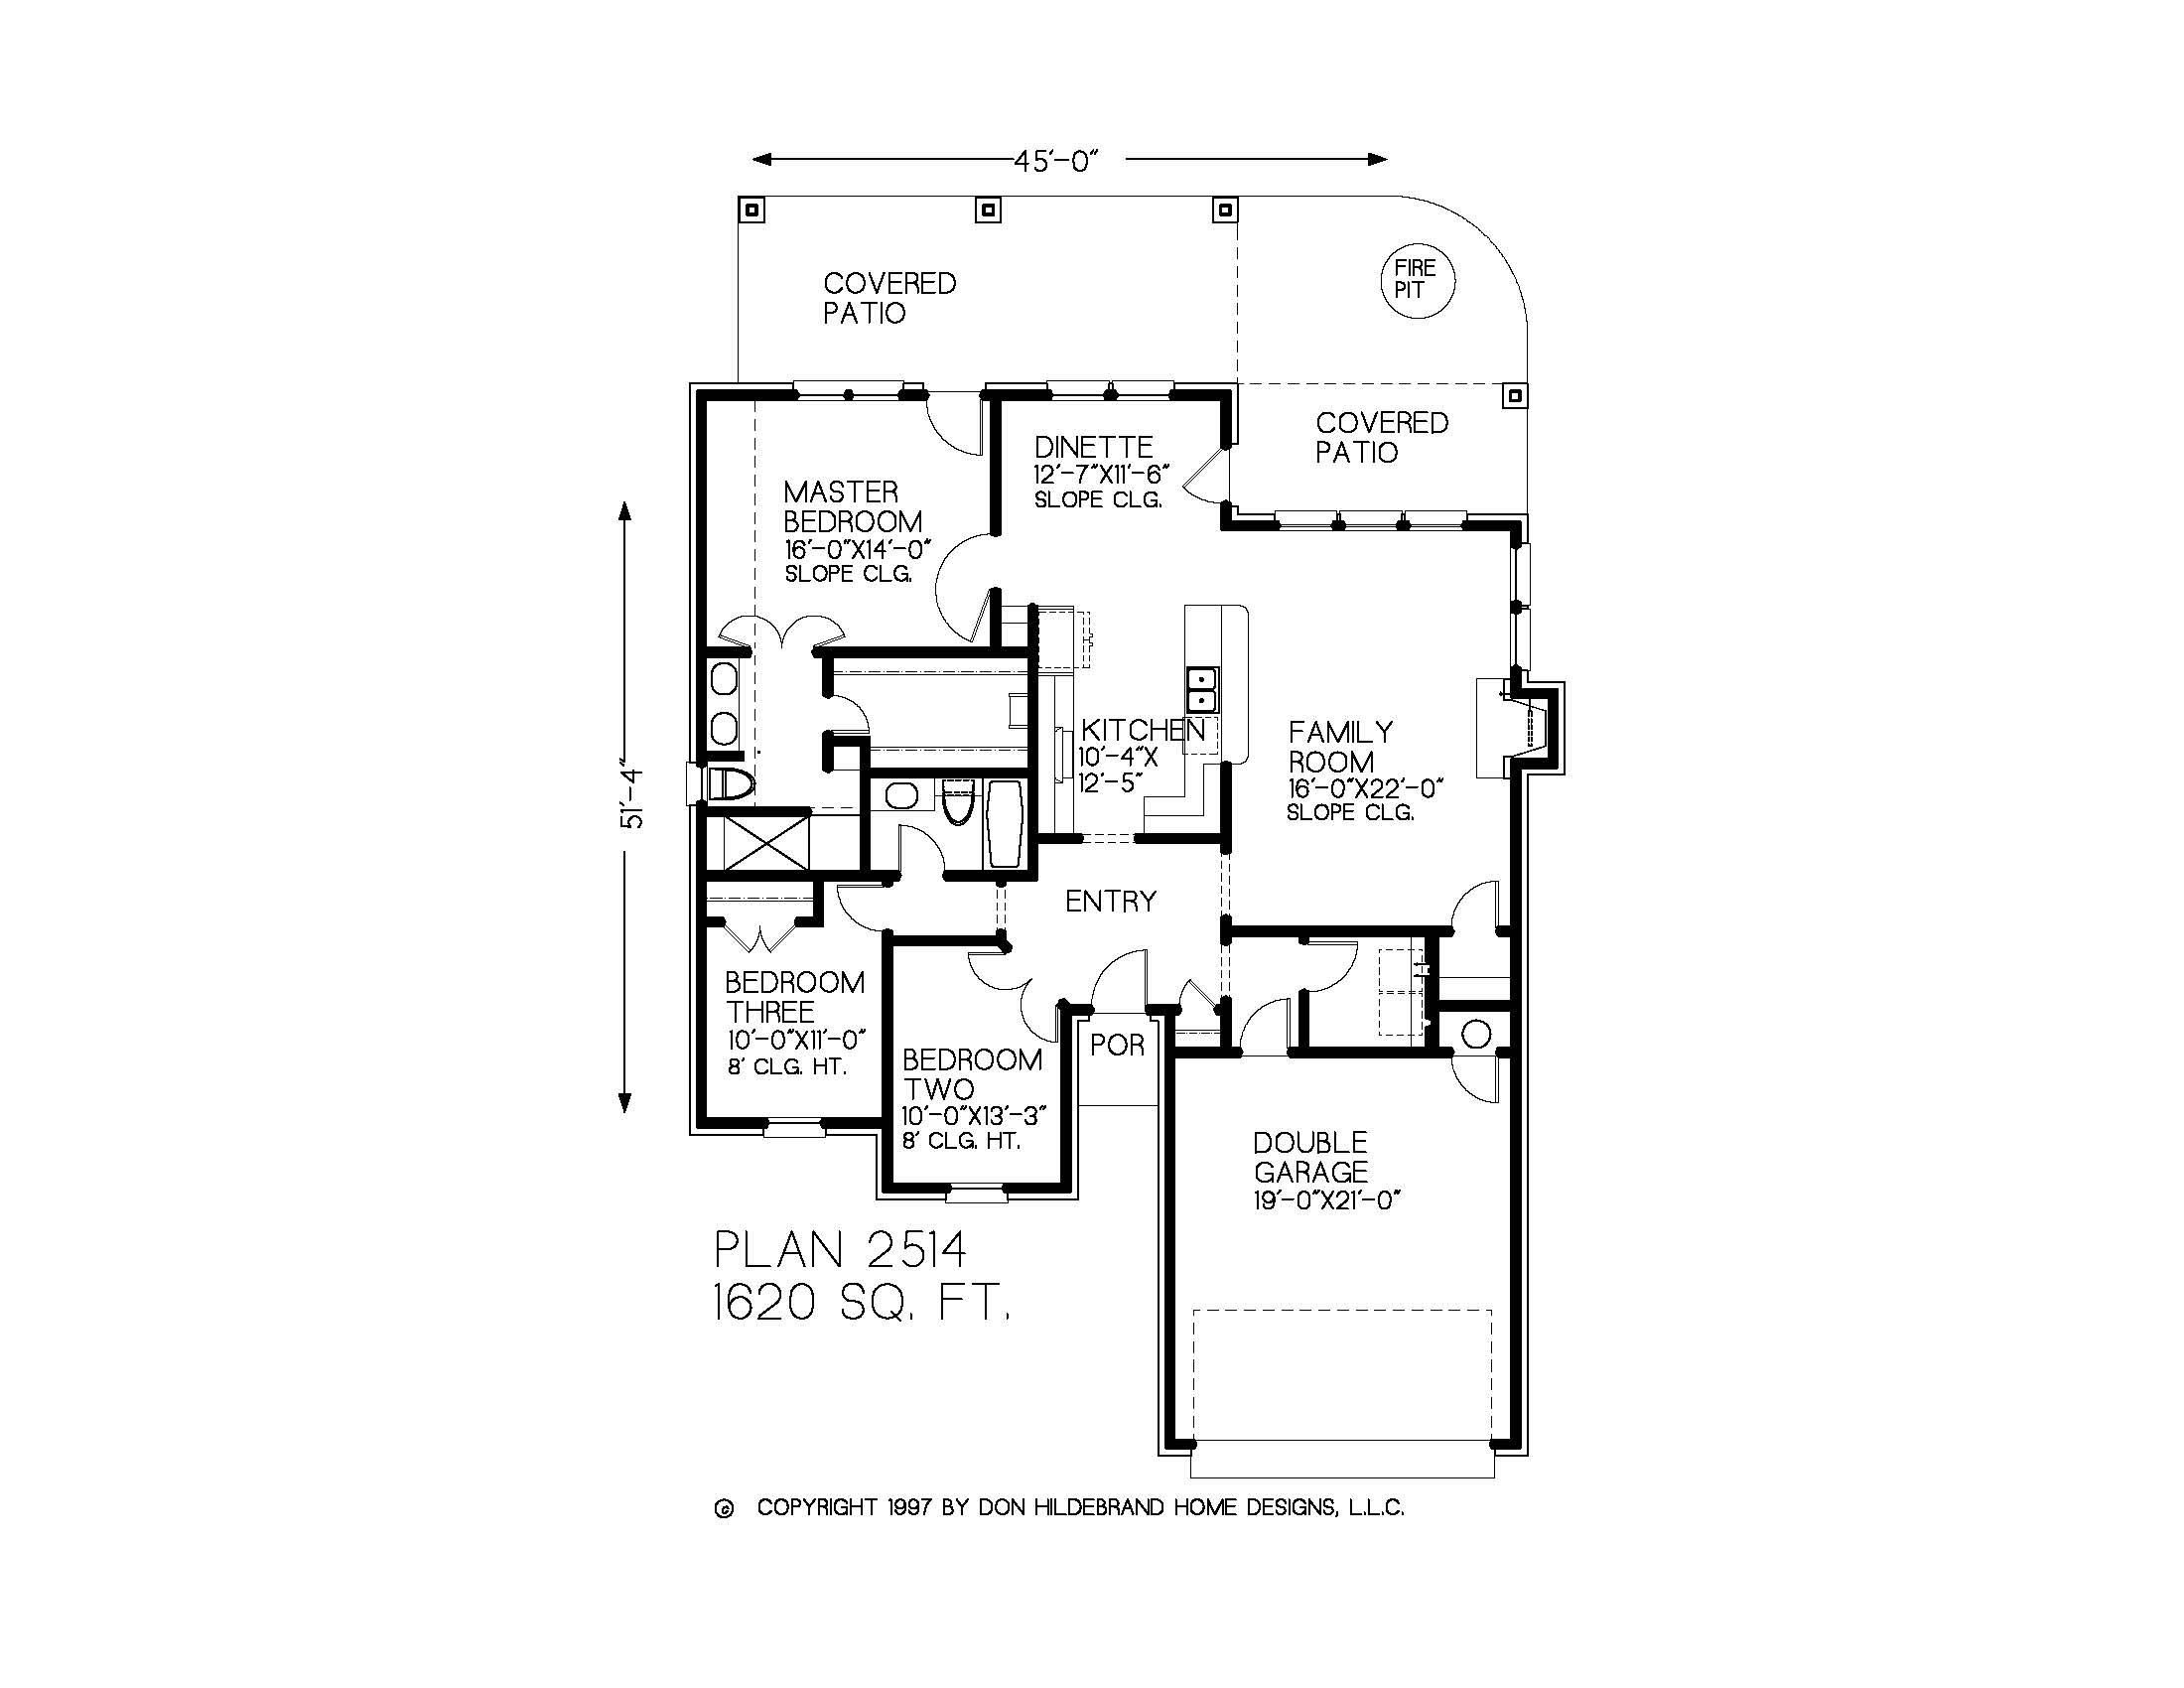 45'-0"
COVERED
PATIO
FIRE
PIT
COVERED
PATIO
DINETTE
12'-7"X11'-6"
SLOPE CLG.
MASTER
BEDROOM
16'-0"X14'-0"
SLOPE CLG.
51'-4"
KITCHEN
10'-4"X
12'-5"
FAMILY
ROOM
16'-0"X22'-0"
SLOPE CLG.
ENTRY
BEDROOM
THREE
10'-0"X11'-0"
8' CLG. HT.
POR
BEDROOM
TWO
10'-0"X13'-3"
8' CLG. HT.
DOUBLE
GARAGE
19'-0"X21'-0"
PLAN 2514
1620 SQ. FT.
© COPYRIGHT 1997 BY DON HILDEBRAND HOME DESIGNS, L.L.C.